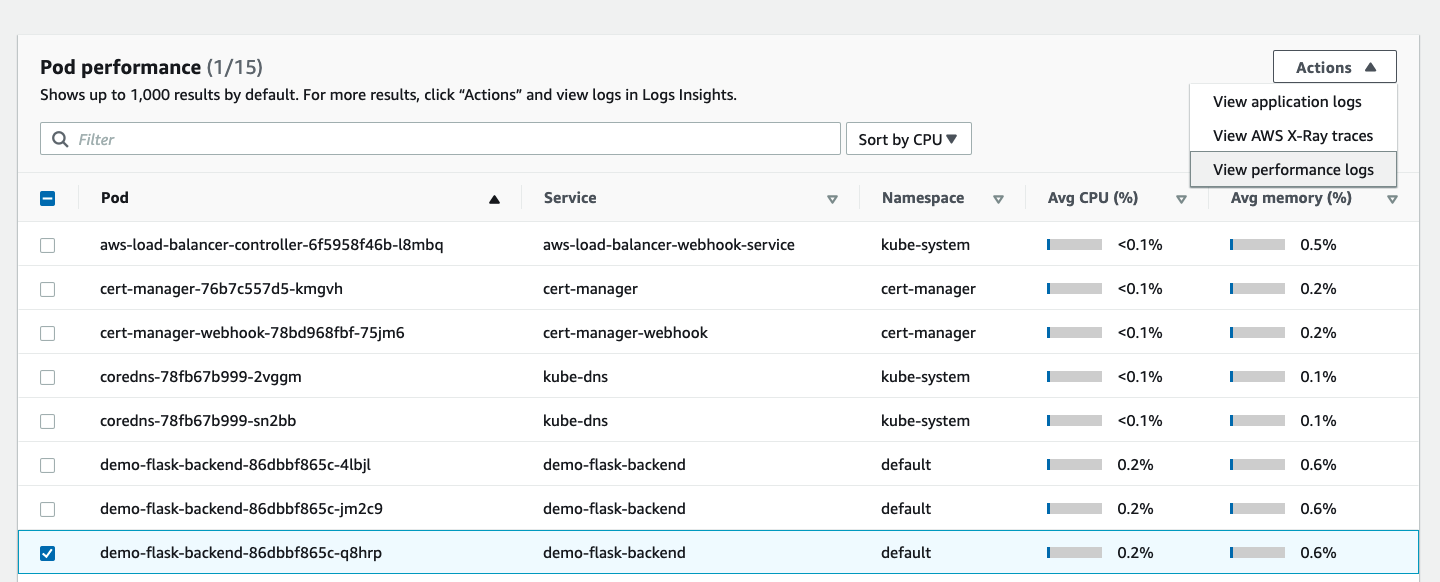 Pod performance (1/15)
Actions
Shows up to 1,000 results by default. For more results, click “Actions” and view logs in Logs Insights.
View application logs
View AWS X-Ray traces
View performance logs
Filter
Sort by CPU
Pod Service Namespace Avg CPU (%) Avg memory (%)
aws-load-balancer-controller-6f5958f46b-l8mbq aws-load-balancer-webhook-service kube-system <0.1% 0.5%
cert-manager-76b7c557d5-kmgvh cert-manager cert-manager <0.1% 0.2%
cert-manager-webhook-78bd968fbf-75jm6 cert-manager-webhook cert-manager <0.1% 0.2%
coredns-78fb67b999-2vggm kube-dns kube-system <0.1% 0.1%
coredns-78fb67b999-sn2bb kube-dns kube-system <0.1% 0.1%
demo-flask-backend-86dbbf865c-4lbjl demo-flask-backend default 0.2% 0.6%
demo-flask-backend-86dbbf865c-jm2c9 demo-flask-backend default 0.2% 0.6%
demo-flask-backend-86dbbf865c-q8hrp demo-flask-backend default 0.2% 0.6%